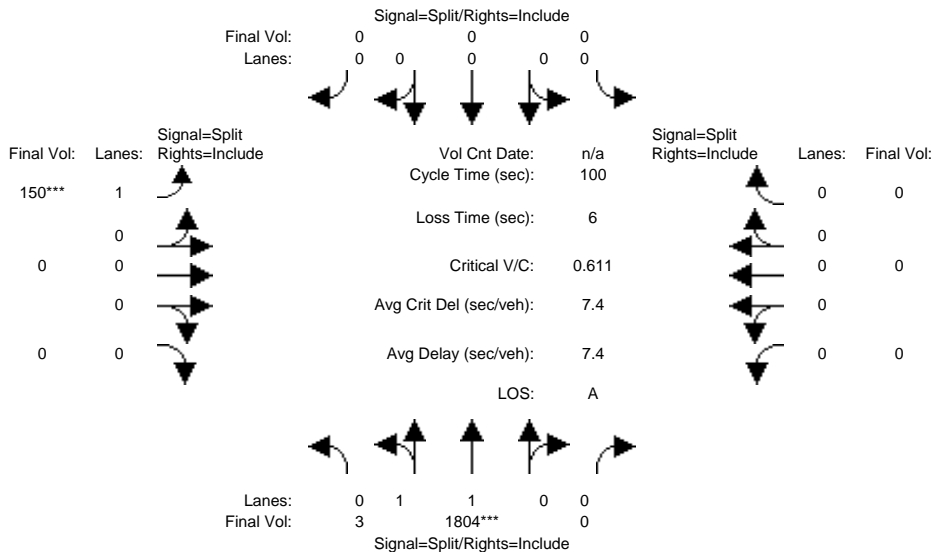 Signal=Split/Rights=Include
Final Vol: 0 0 0
Lanes: 0 0 0 0 0
Signal=Split
Final Vol: Lanes: Rights=Include
Vol Cnt Date: n/a
Signal=Split
Rights=Include Lanes: Final Vol:
Cycle Time (sec): 100
150*** 1
0 0
Loss Time (sec): 6
0
0
0 0
Critical V/C: 0.611
0 0
0
Avg Crit Del (sec/veh): 7.4
0
0 0
Avg Delay (sec/veh): 7.4
0 0
LOS: A
Lanes: 0 1 1 0 0
Final Vol: 3 1804*** 0
Signal=Split/Rights=Include